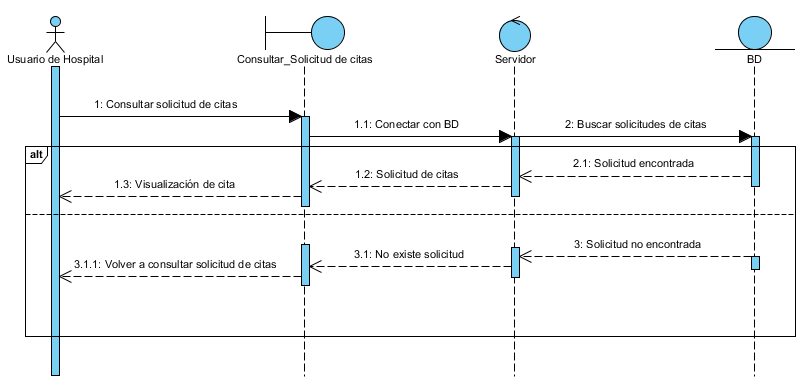 Usuario de Hospital
Consultar_Solicitud de citas
Servidor
BD
1: Consultar solicitud de citas
1.1: Conectar con BD
2: Buscar solicitudes de citas
alt
2.1: Solicitud encontrada
1.2: Solicitud de citas
1.3: Visualización de cita
3: Solicitud no encontrada
3.1: No existe solicitud
3.1.1: Volver a consultar solicitud de citas